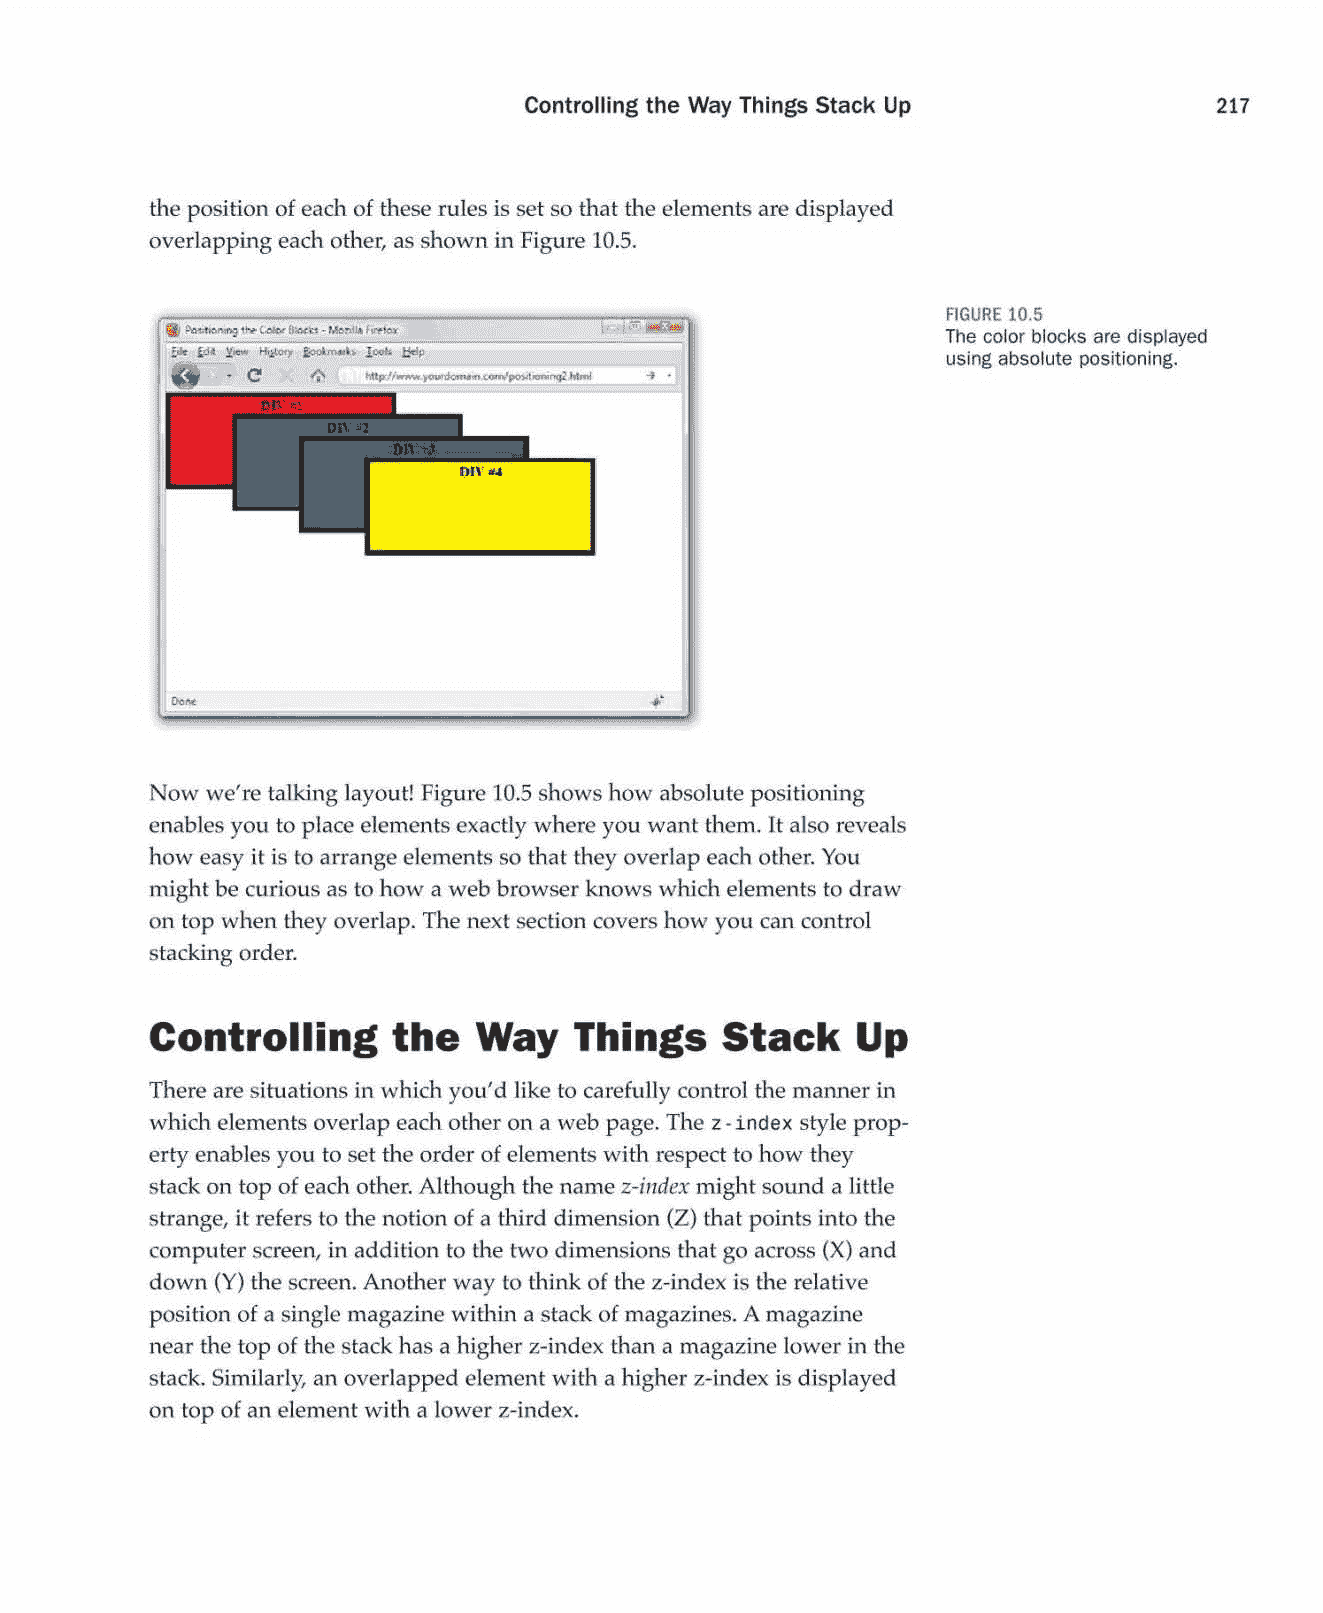 Controlling the Way Things Stack Up
217
the position of each of these rules is set so that the elements are displayed
overlapping each other, as shown in Figure 10.5.
Positioning the Color Blocks - Mozilla Firefox
File Edit View History Bookmarks Tools Help
http://www.yourdomain.com/positioning2.html
DIV #1
DIV #2
DIV #3
DIV #4
Done
FIGURE 10.5
The color blocks are displayed
using absolute positioning.
Now we're talking layout! Figure 10.5 shows how absolute positioning
enables you to place elements exactly where you want them. It also reveals
how easy it is to arrange elements so that they overlap each other. You
might be curious as to how a web browser knows which elements to draw
on top when they overlap. The next section covers how you can control
stacking order.
Controlling the Way Things Stack Up
There are situations in which you'd like to carefully control the manner in
which elements overlap each other on a web page. The z-index style prop-
erty enables you to set the order of elements with respect to how they
stack on top of each other. Although the name z-index might sound a little
strange, it refers to the notion of a third dimension (Z) that points into the
computer screen, in addition to the two dimensions that go across (X) and
down (Y) the screen. Another way to think of the z-index is the relative
position of a single magazine within a stack of magazines. A magazine
near the top of the stack has a higher z-index than a magazine lower in the
stack. Similarly, an overlapped element with a higher z-index is displayed
on top of an element with a lower z-index.